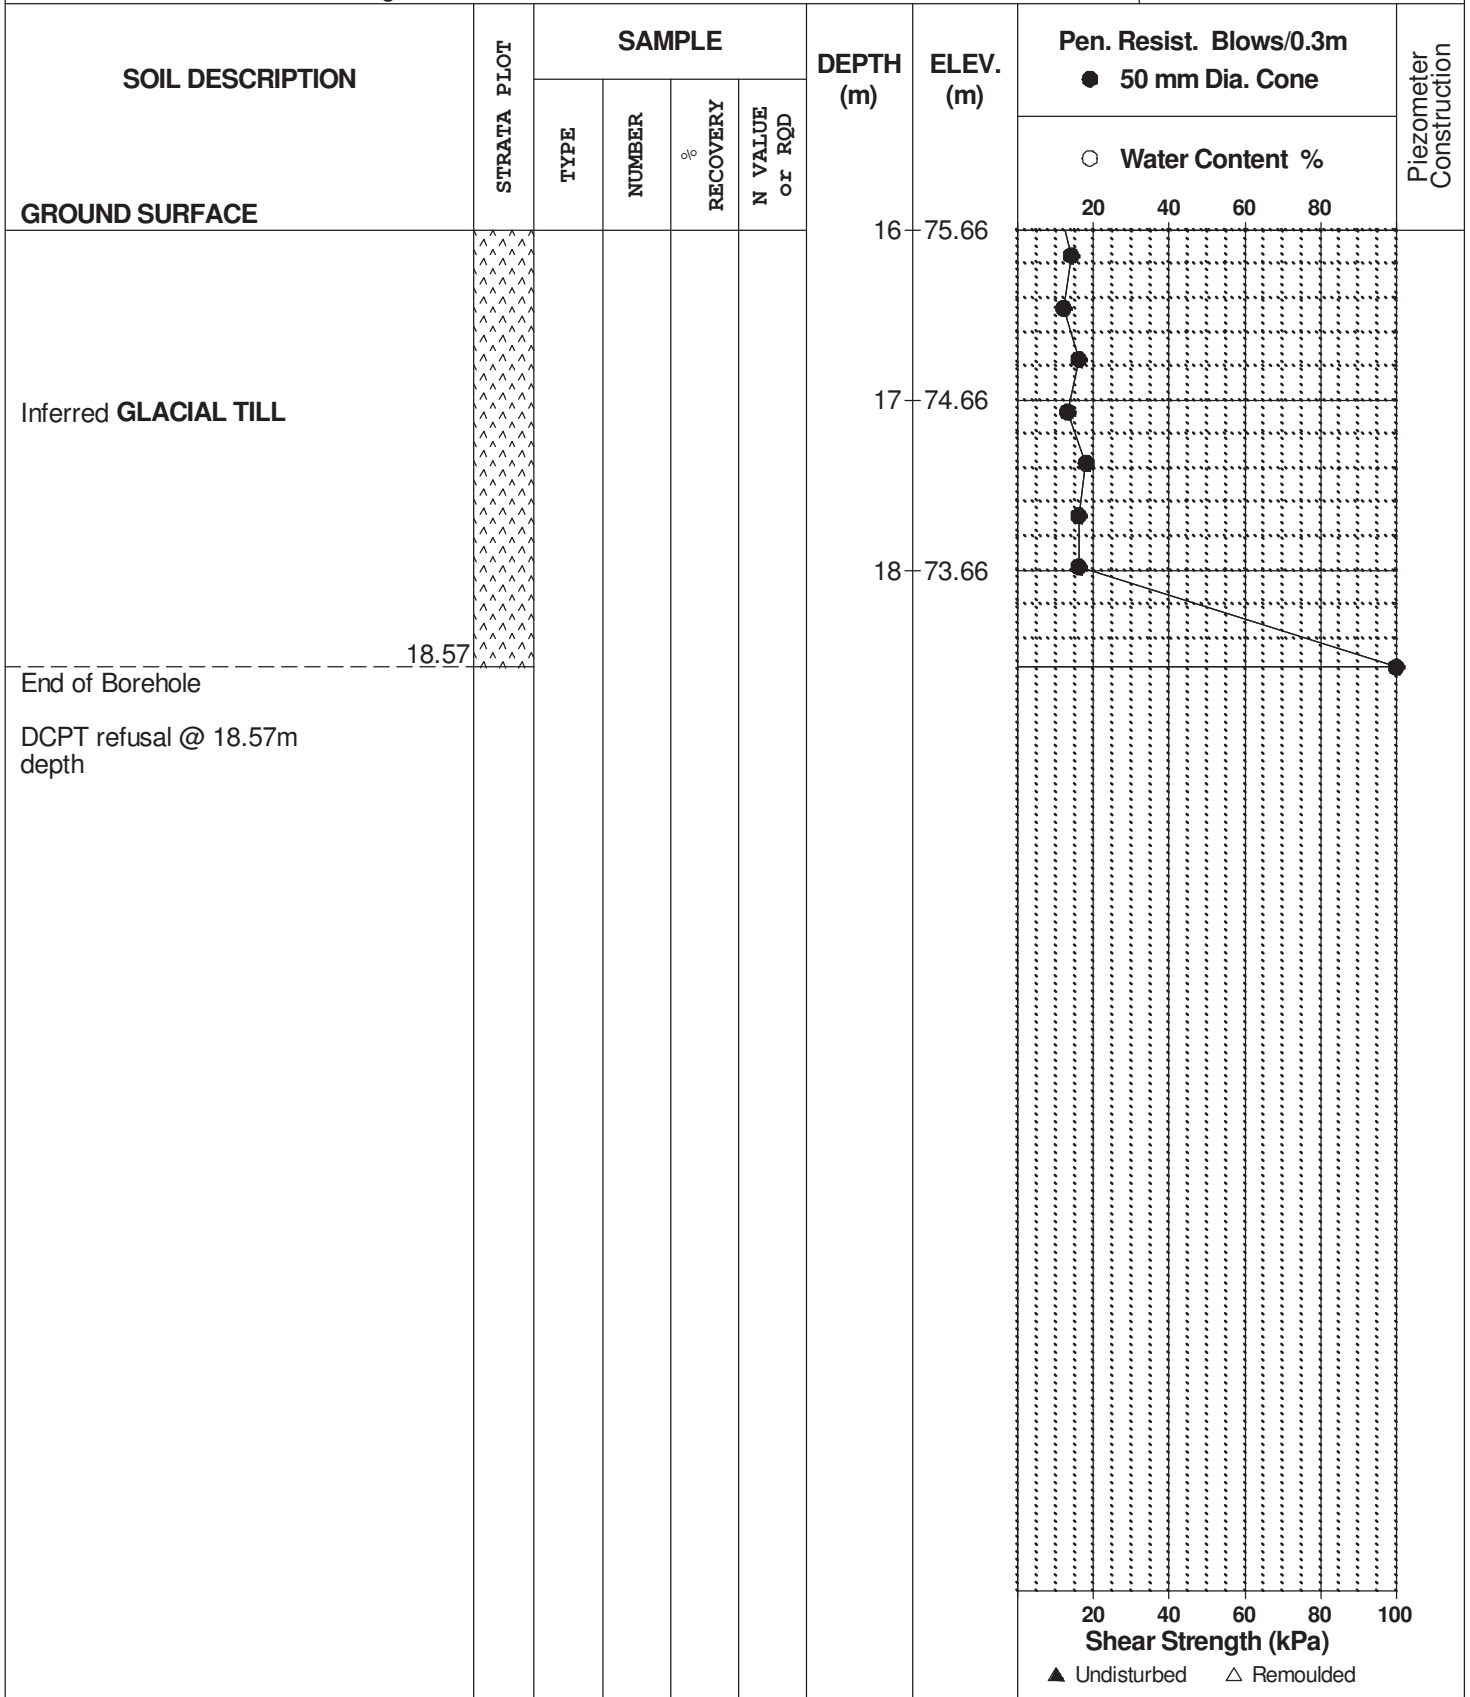 SOIL DESCRIPTION
GROUND SURFACE
STRATA PLOT
SAMPLE
TYPE
NUMBER
%
RECOVERY
N VALUE
or RQD
DEPTH
(m)
ELEV.
(m)
Pen. Resist. Blows/0.3m
● 50 mm Dia. Cone
○ Water Content %
20 40 60 80
Piezometer
Construction
16 75.66
Inferred GLACIAL TILL
17 74.66
18 73.66
18.57
End of Borehole
DCPT refusal @ 18.57m
depth
20 40 60 80 100
Shear Strength (kPa)
▲ Undisturbed △ Remoulded